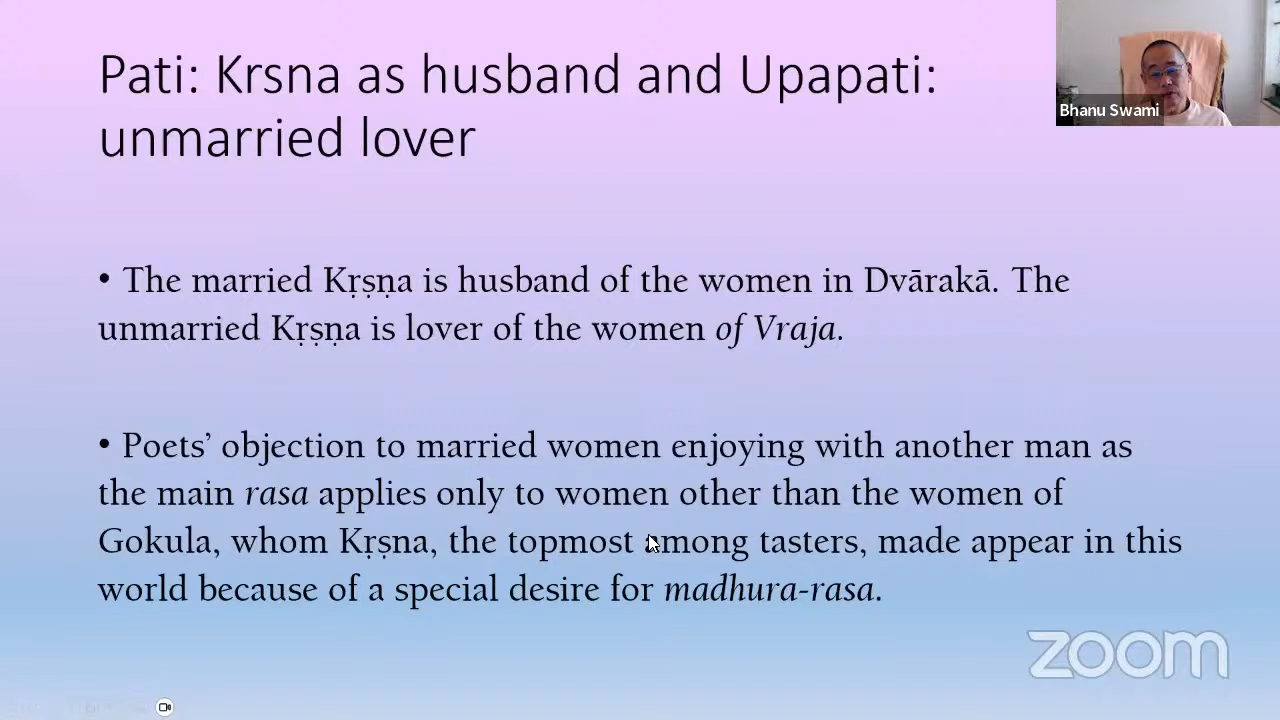 Pati: Krsna as husband and Upapati:
unmarried lover
Bhanu Swami
• The married Kṛṣṇa is husband of the women in Dvārakā. The
unmarried Kṛṣṇa is lover of the women of Vraja.
• Poets’ objection to married women enjoying with another man as
the main rasa applies only to women other than the women of
Gokula, whom Kṛṣṇa, the topmost among tasters, made appear in this
world because of a special desire for madhura-rasa.
zoom